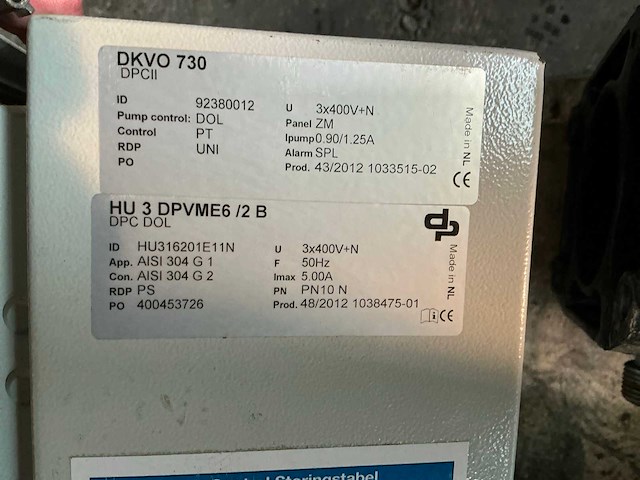 DKVO 730
DPCII
ID 92380012 U 3x400V+N
Pump control: DOL Panel ZM
Control PT Ipump 0.90/1.25A
RDP UNI Alarm SPL
PO Prod. 43/2012 1033515-02
Made in NL
CE
HU 3 DPVME6 /2 B
DPC DOL
dp
ID HU316201E11N U 3x400V+N
App. AISI 304 G 1 F 50Hz
Con. AISI 304 G 2 Imax 5.00A
RDP PS PN PN10 N
PO 400453726 Prod. 48/2012 1038475-01
Made in NL
CE
Storingstabel